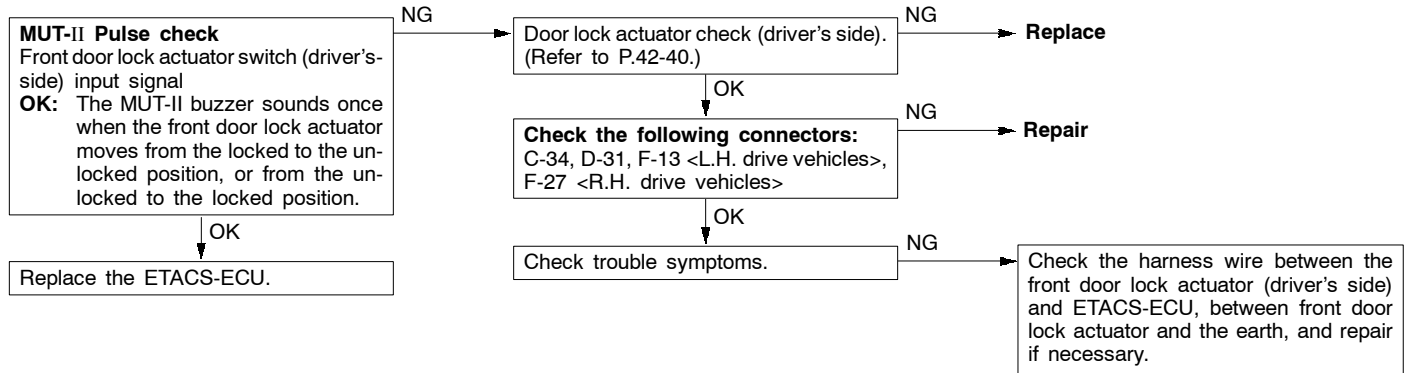 MUT-II Pulse check
Front door lock actuator switch (driver's-
side) input signal
OK: The MUT-II buzzer sounds once
when the front door lock actuator
moves from the locked to the un-
locked position, or from the un-
locked to the locked position.
OK
Replace the ETACS-ECU.
NG
Door lock actuator check (driver's side).
(Refer to P.42-40.)
NG
Replace
OK
Check the following connectors:
C-34, D-31, F-13 <L.H. drive vehicles>,
F-27 <R.H. drive vehicles>
NG
Repair
OK
Check trouble symptoms.
NG
Check the harness wire between the
front door lock actuator (driver's side)
and ETACS-ECU, between front door
lock actuator and the earth, and repair
if necessary.